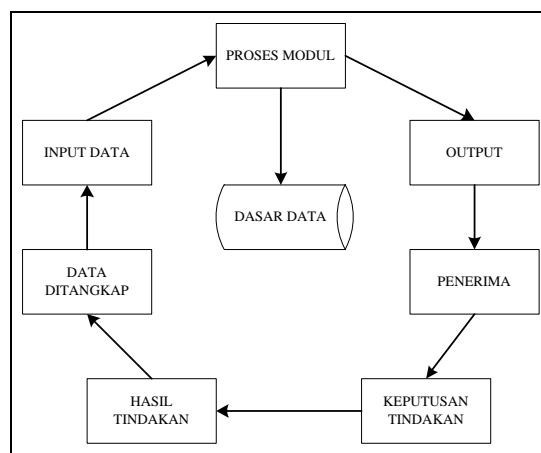 PROSES MODUL
INPUT DATA
OUTPUT
DASAR DATA
DATA
DITANGKAP
PENERIMA
HASIL
TINDAKAN
KEPUTUSAN
TINDAKAN